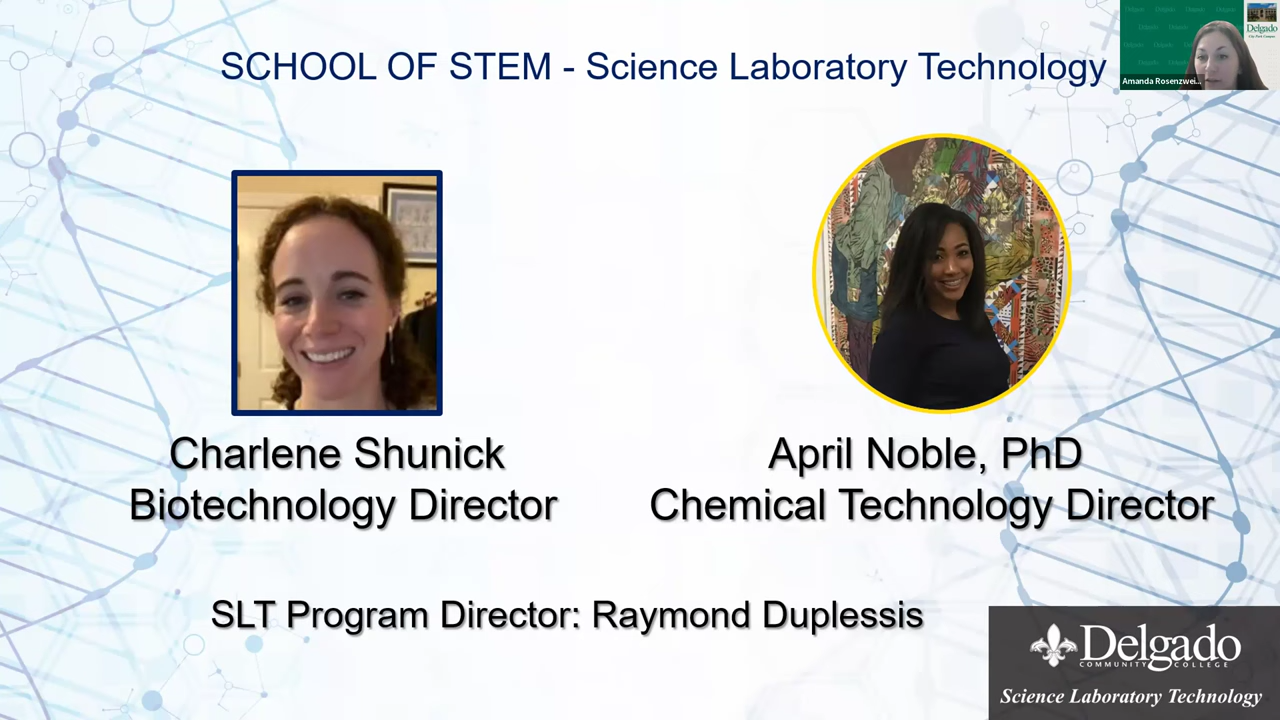 SCHOOL OF STEM - Science Laboratory Technology
Delgado
Amanda Rosenzwei...
Charlene Shunick
Biotechnology Director
April Noble, PhD
Chemical Technology Director
SLT Program Director: Raymond Duplessis
Delgado
COMMUNITY COLLEGE
Science Laboratory Technology